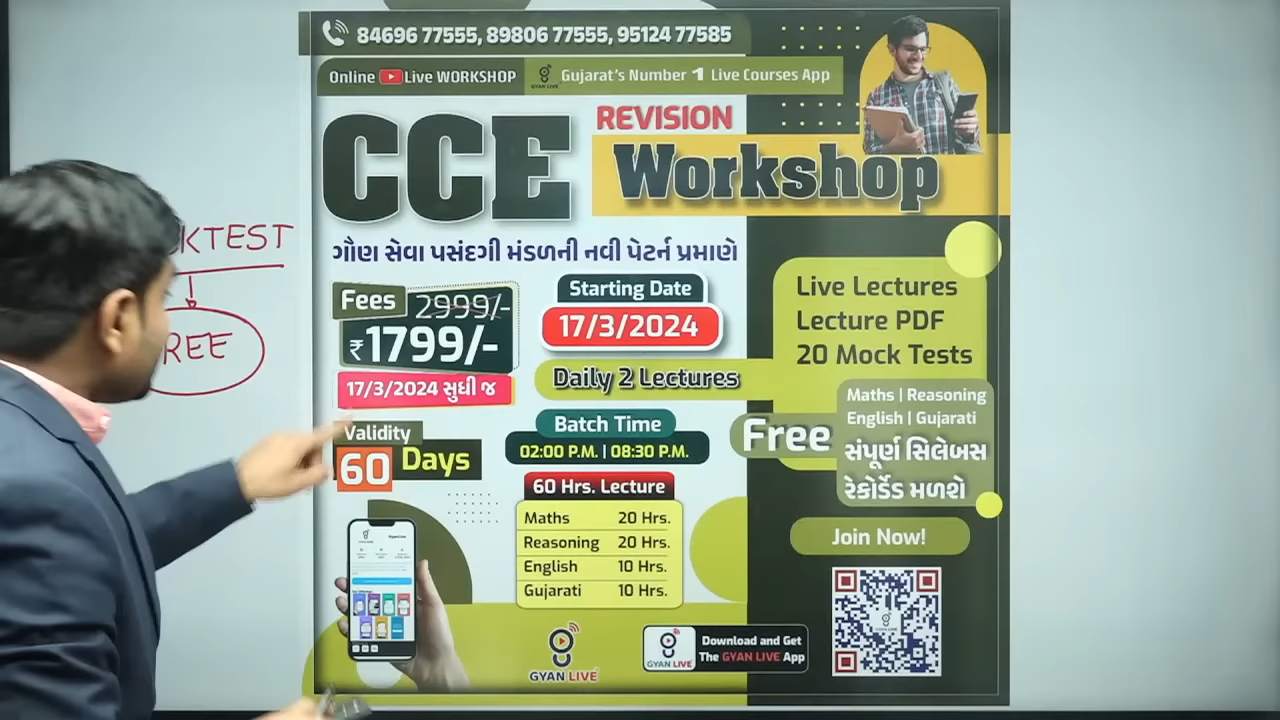 84696 77555, 89806 77555, 95124 77585
Online Live WORKSHOP
GYAN LIVE
Gujarat's Number 1 Live Courses App
REVISION
CCE
Workshop
ગૌણ સેવા પસંદગી મંડળની નવી પેટર્ન પ્રમાણે
KTEST
REE
Fees 2999/-
₹1799/-
17/3/2024 સુધી જ
Validity
60 Days
Starting Date
17/3/2024
Daily 2 Lectures
Batch Time
02:00 P.M. | 08:30 P.M.
60 Hrs. Lecture
Maths 20 Hrs.
Reasoning 20 Hrs.
English 10 Hrs.
Gujarati 10 Hrs.
Live Lectures
Lecture PDF
20 Mock Tests
Free
Maths | Reasoning
English | Gujarati
સંપૂર્ણ સિલેબસ
રેકોર્ડેડ મળશે
Join Now!
GYAN LIVE
GYAN LIVE
Download and Get
The GYAN LIVE App